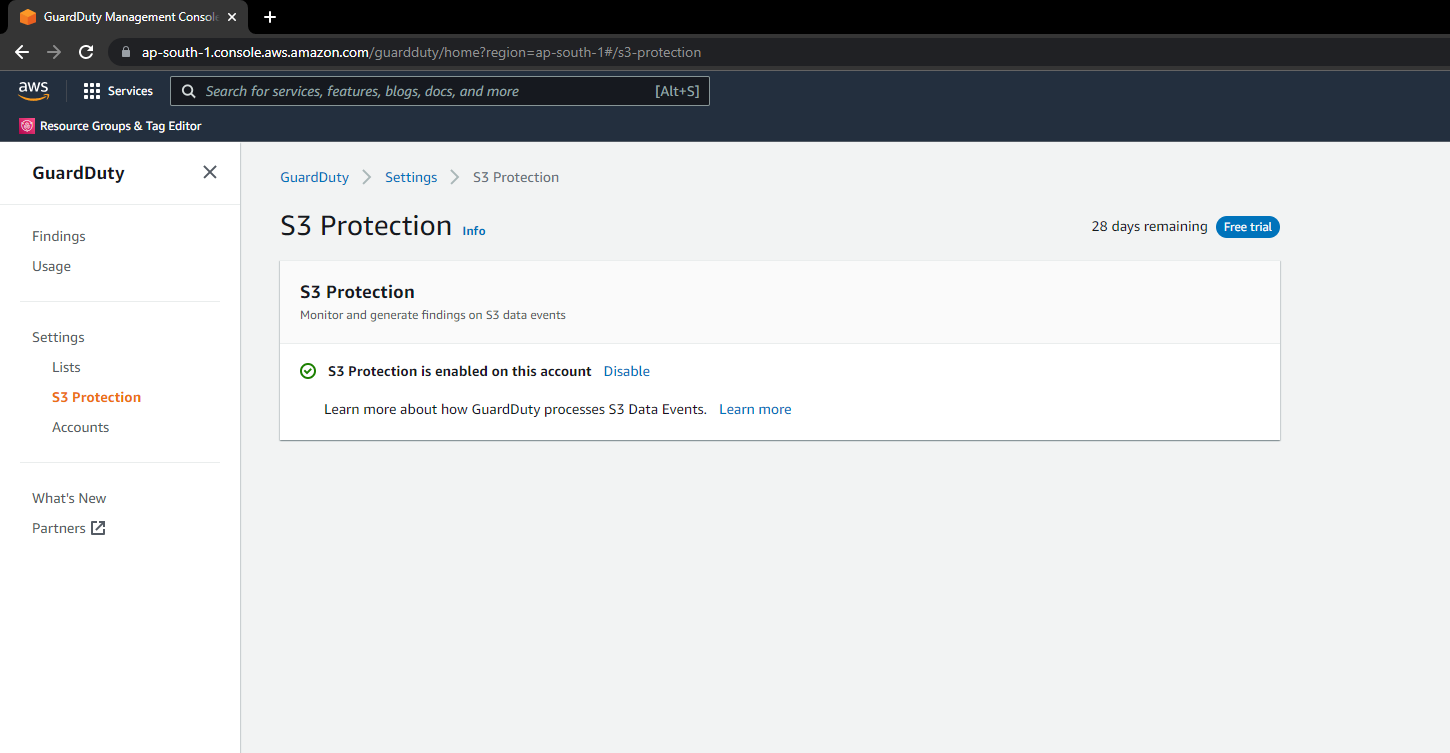 GuardDuty Management Console
ap-south-1.console.aws.amazon.com/guardduty/home?region=ap-south-1#/s3-protection
aws
Services
Search for services, features, blogs, docs, and more
[Alt+S]
Resource Groups & Tag Editor
GuardDuty
Findings
Usage
Settings
Lists
S3 Protection
Accounts
What's New
Partners
GuardDuty
Settings
S3 Protection
S3 Protection Info
28 days remaining Free trial
S3 Protection
Monitor and generate findings on S3 data events
S3 Protection is enabled on this account Disable
Learn more about how GuardDuty processes S3 Data Events. Learn more